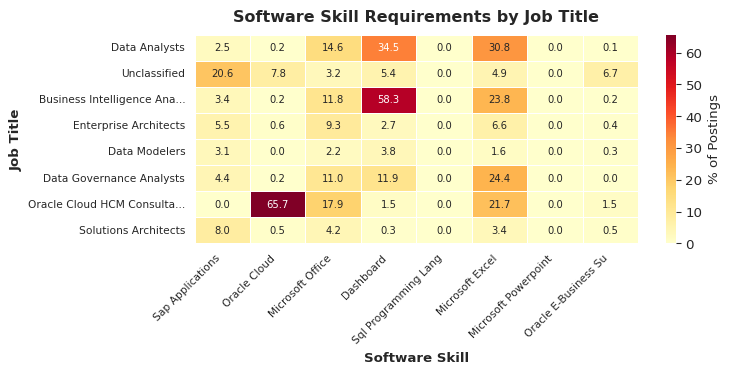 Software Skill Requirements by Job Title
Job Title
Data Analysts 2.5 0.2 14.6 34.5 0.0 30.8 0.0 0.1
Unclassified 20.6 7.8 3.2 5.4 0.0 4.9 0.0 6.7
Business Intelligence Ana... 3.4 0.2 11.8 58.3 0.0 23.8 0.0 0.2
Enterprise Architects 5.5 0.6 9.3 2.7 0.0 6.6 0.0 0.4
Data Modelers 3.1 0.0 2.2 3.8 0.0 1.6 0.0 0.3
Data Governance Analysts 4.4 0.2 11.0 11.9 0.0 24.4 0.0 0.0
Oracle Cloud HCM Consulta... 0.0 65.7 17.9 1.5 0.0 21.7 0.0 1.5
Solutions Architects 8.0 0.5 4.2 0.3 0.0 3.4 0.0 0.5
Sap Applications
Oracle Cloud
Microsoft Office
Dashboard
Sql Programming Lang
Microsoft Excel
Microsoft Powerpoint
Oracle E-Business Su
Software Skill
60
50
40
30
20
10
0
% of Postings